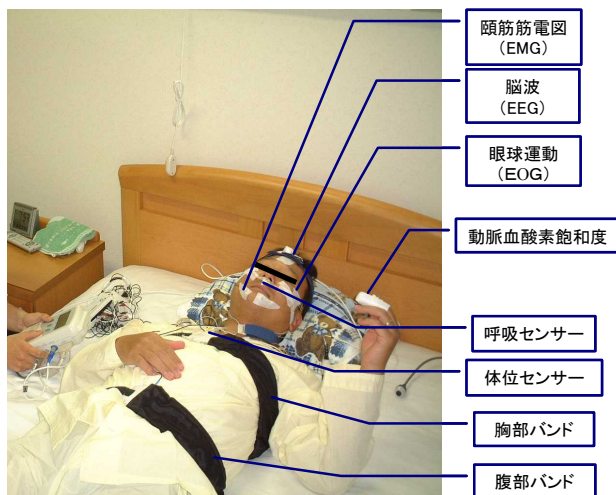 頤筋筋電図
(EMG)
脳波
(EEG)
眼球運動
(EOG)
動脈血酸素飽和度
呼吸センサー
体位センサー
胸部バンド
腹部バンド